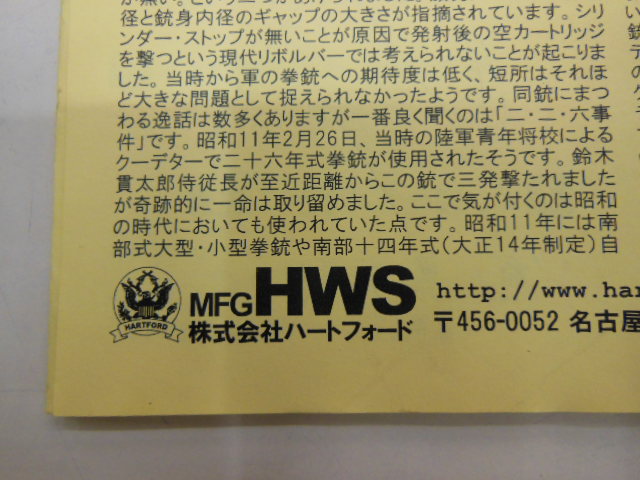 が無い。という二つがあげられました。
径と銃身内径のギャップの大きさが指摘されています。シリ
ンダー・ストップが無いことが原因で発射後の空カートリッジ
を撃つという現代リボルバーでは考えられないことが起こりま
した。当時から軍の拳銃への期待度は低く、短所はそれほ
ど大きな問題として捉えられなかったようです。同銃にまつ
わる逸話は数多くありますが一番良く聞くのは「二・二・六事
件」です。昭和11年2月26日、当時の陸軍青年将校による
クーデターで二十六年式拳銃が使用されたそうです。鈴木
貫太郎侍従長が至近距離からこの銃で三発撃たれました
が奇跡的に一命は取り留めました。ここで気が付くのは昭和
の時代においても使われていた点です。昭和11年には南
部式大型・小型拳銃や南部十四年式(大正14年制定)自
HARTFORD
MFG HWS
株式会社ハートフォード
http://www.har
〒456-0052 名古屋